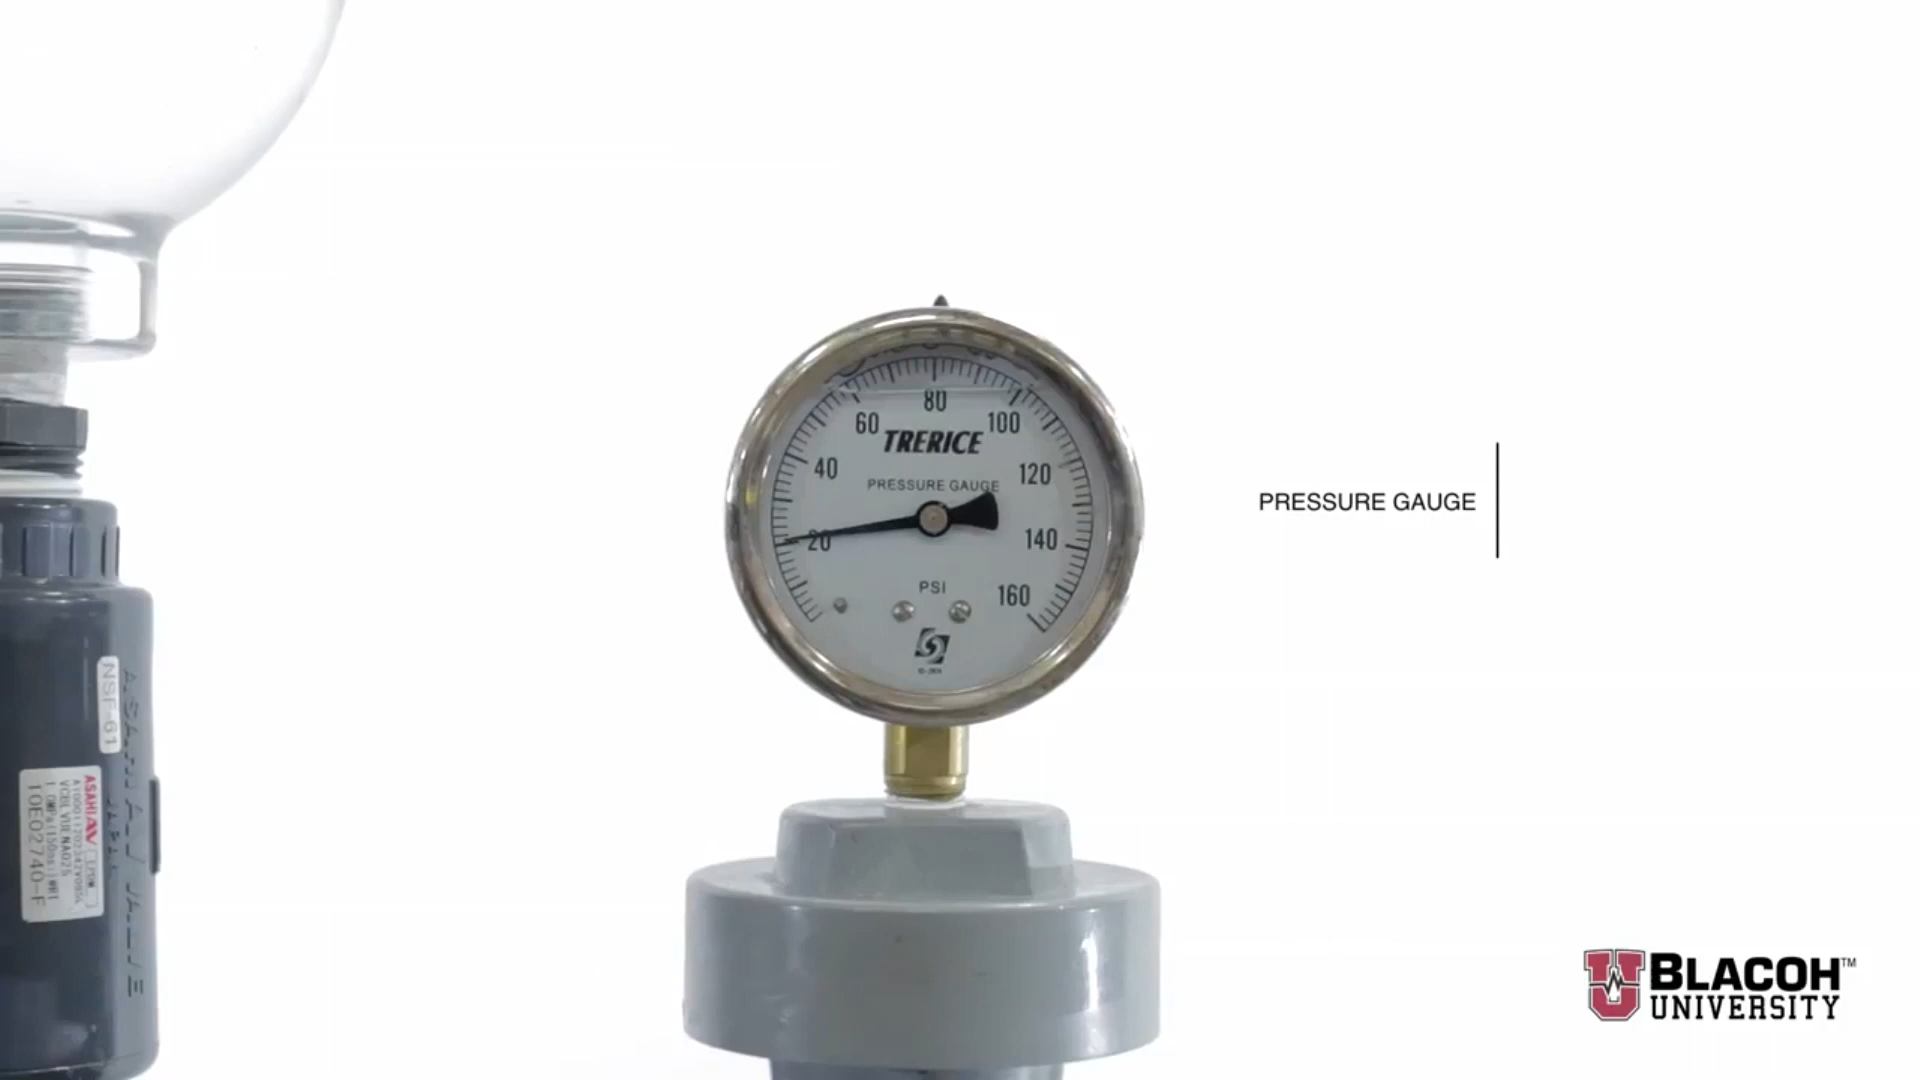 80
60
100
TRERICE
40
120
PRESSURE GAUGE
20
140
PSI
160
PRESSURE GAUGE
NSF-61
ASAHI AV
10E02740-F
BLACOH™
UNIVERSITY